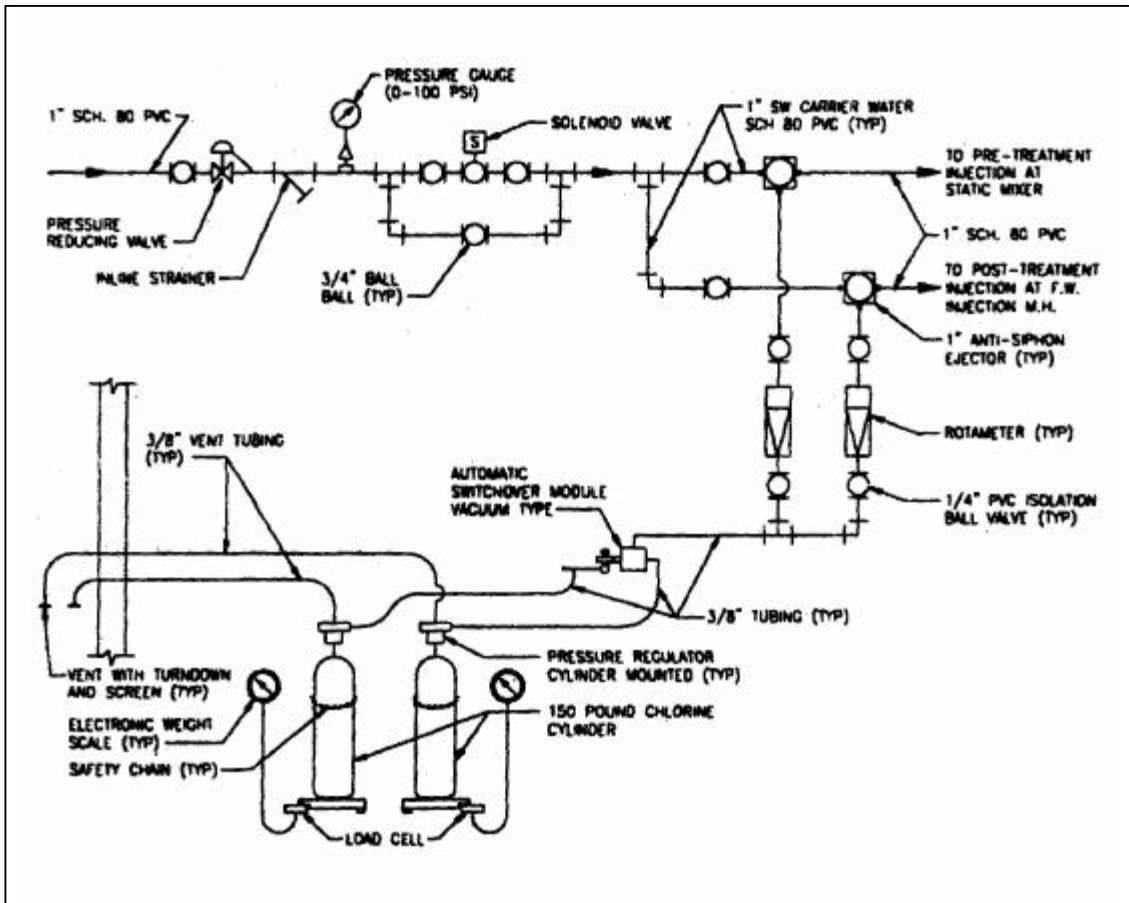 PRESSURE GAUGE
(0-100 PSI)
1" SCH. 80 PVC
SOLENOID VALVE
S
1" SW CARRIER WATER
SCH 80 PVC (TYP)
TO PRE-TREATMENT
INJECTION AT
STATIC MIXER
PRESSURE
REDUCING VALVE
INLINE STRAINER
3/4" BALL
BALL (TYP)
1" SCH. 80 PVC
TO POST-TREATMENT
INJECTION AT F.W.
INJECTION M.H.
1" ANTI-SIPHON
EJECTOR (TYP)
3/8" VENT TUBING
(TYP)
ROTAMETER (TYP)
AUTOMATIC
SWITCHOVER MODULE
VACUUM TYPE
1/4" PVC ISOLATION
BALL VALVE (TYP)
3/8" TUBING (TYP)
VENT WITH TURNDOWN
AND SCREEN (TYP)
PRESSURE REGULATOR
CYLINDER MOUNTED (TYP)
ELECTRONIC WEIGHT
SCALE (TYP)
150 POUND CHLORINE
CYLINDER
SAFETY CHAIN (TYP)
LOAD CELL